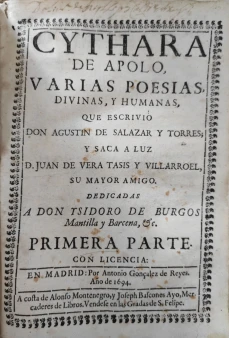 CYTHARA
DE APOLO,
VARIAS POESIAS,
DIVINAS, Y HUMANAS,
QUE ESCRIVIÒ
DON AGUSTIN DE SALAZAR Y TORRES;
Y SACA A LUZ
D. JUAN DE VERA TASIS Y VILLARROEL,
SU MAYOR AMIGO.
DEDICADAS
A DON YSIDORO DE BURGOS
Mantilla y Barcena, &c.
PRIMERA PARTE.
CON LICENCIA:
EN MADRID: Por Antonio Gonçalez de Reyes.
Año de 1694.
A costa de Alonso Montenegro, y Joseph Bascones Ayo, Mer-
caderes de Libros. Vendese en las Gradas de S. Felipe.